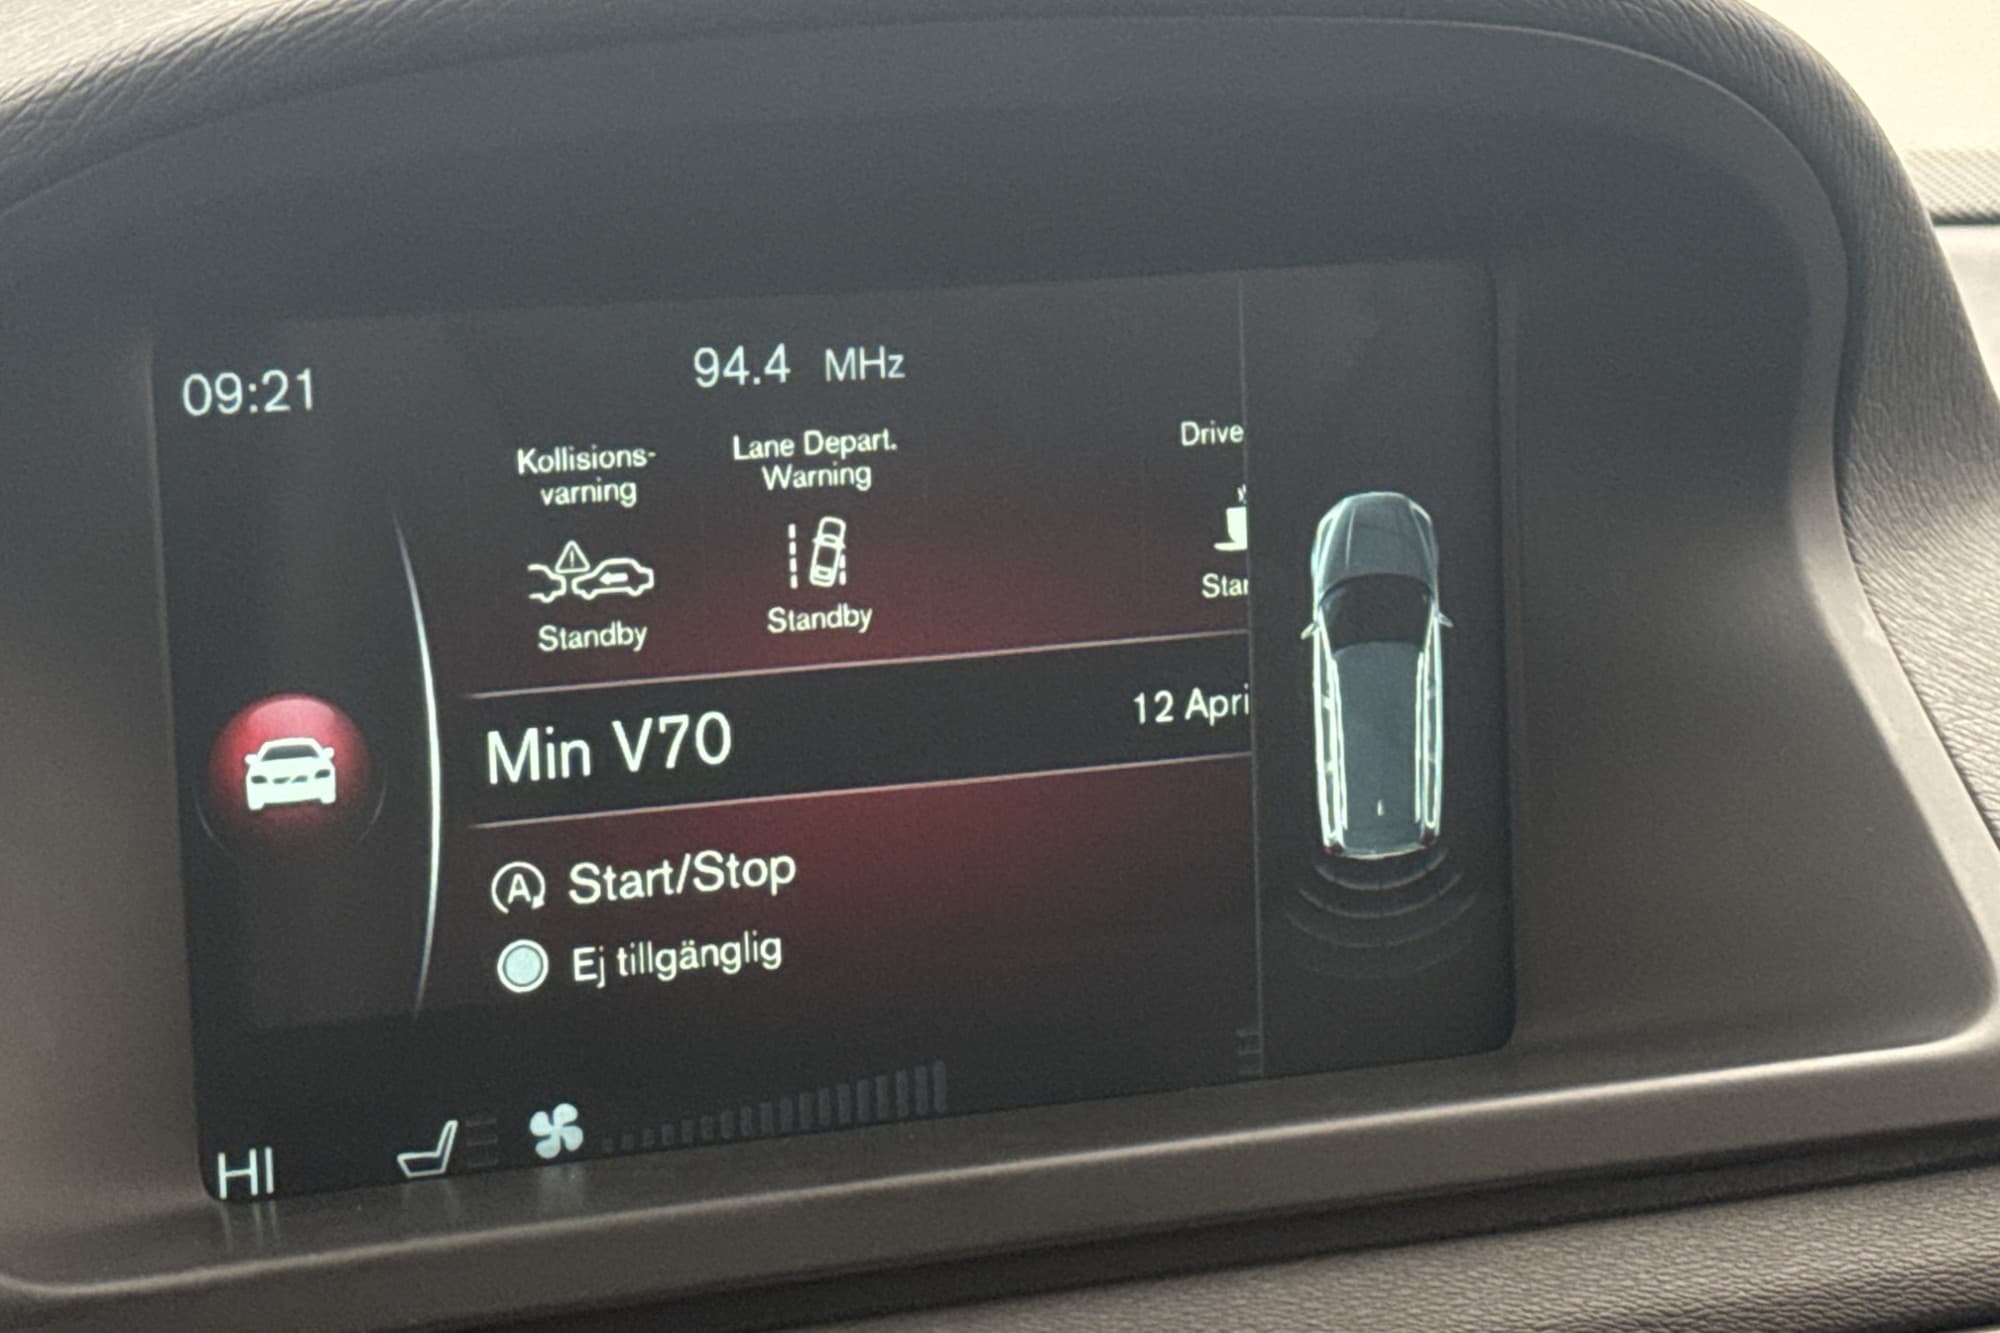 09:21
94.4 MHz
Kollisions-
varning
Standby
Lane Depart.
Warning
Standby
Drive
Star
Min V70
12 Apri
A Start/Stop
Ej tillgänglig
HI